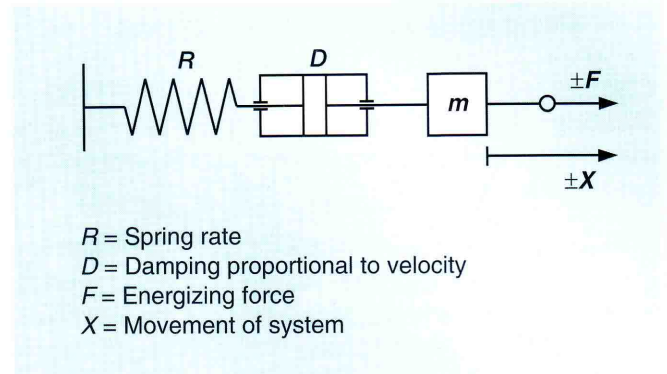 R
D
m
±F
±X
R = Spring rate
D = Damping proportional to velocity
F = Energizing force
X = Movement of system